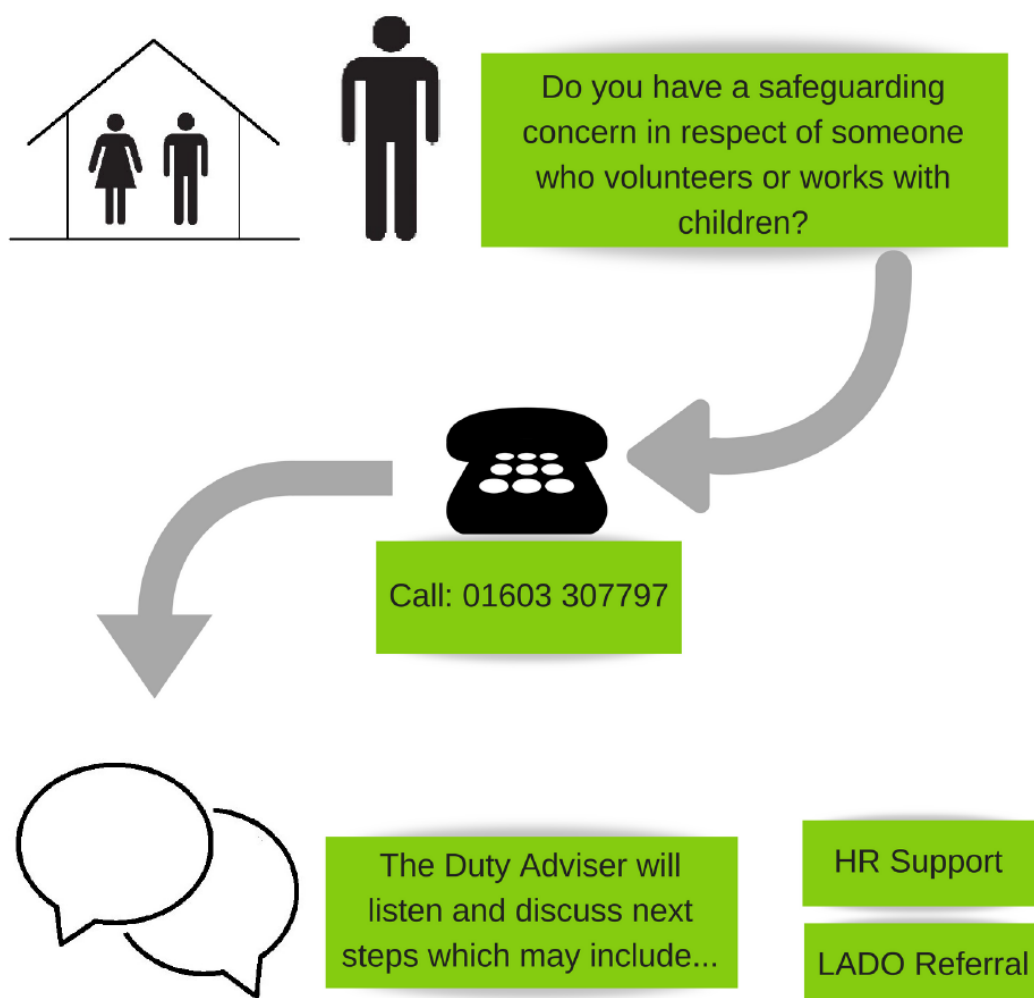 Do you have a safeguarding
concern in respect of someone
who volunteers or works with
children?
Call: 01603 307797
The Duty Adviser will
listen and discuss next
steps which may include...
HR Support
LADO Referral